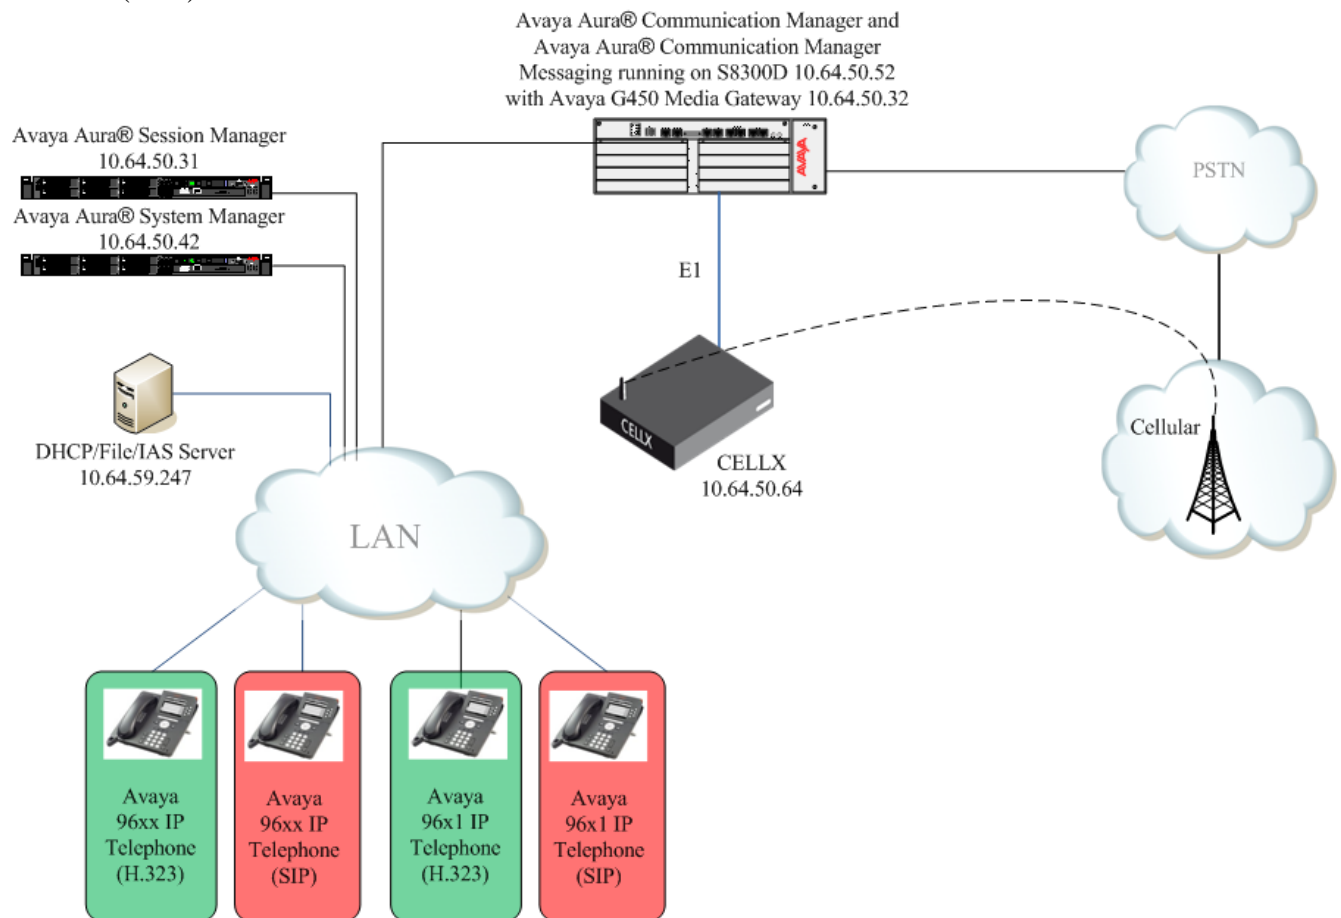 Avaya Aura® Communication Manager and
Avaya Aura® Communication Manager
Messaging running on S8300D 10.64.50.52
with Avaya G450 Media Gateway 10.64.50.32
Avaya Aura® Session Manager
10.64.50.31
AVAYA
PSTN
Avaya Aura® System Manager
10.64.50.42
E1
DHCP/File/IAS Server
10.64.59.247
CELLX
CELLX
10.64.50.64
Cellular
LAN
Avaya
96xx IP
Telephone
(H.323)
Avaya
96xx IP
Telephone
(SIP)
Avaya
96x1 IP
Telephone
(H.323)
Avaya
96x1 IP
Telephone
(SIP)